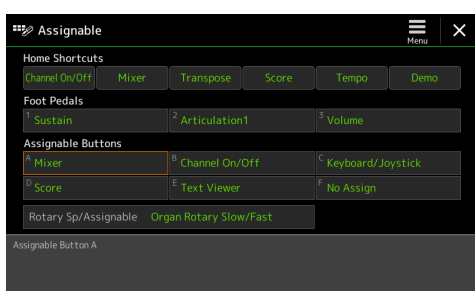 Assignable
Menu
Home Shortcuts
Channel On/Off Mixer Transpose Score Tempo Demo
Foot Pedals
1 Sustain 2 Articulation1 3 Volume
Assignable Buttons
A Mixer B Channel On/Off C Keyboard/Joystick
D Score E Text Viewer F No Assign
Rotary Sp/Assignable Organ Rotary Slow/Fast
Assignable Button A